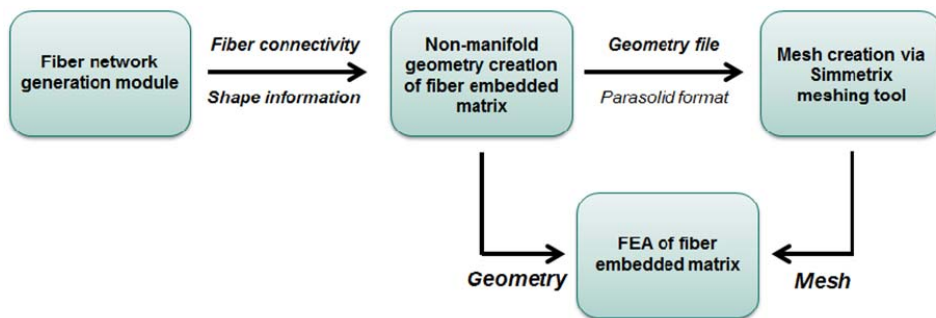 Fiber network
generation module
Fiber connectivity
Shape information
Non-manifold
geometry creation
of fiber embedded
matrix
Geometry file
Parasolid format
Mesh creation via
Simmetrix
meshing tool
Geometry
FEA of fiber
embedded matrix
Mesh